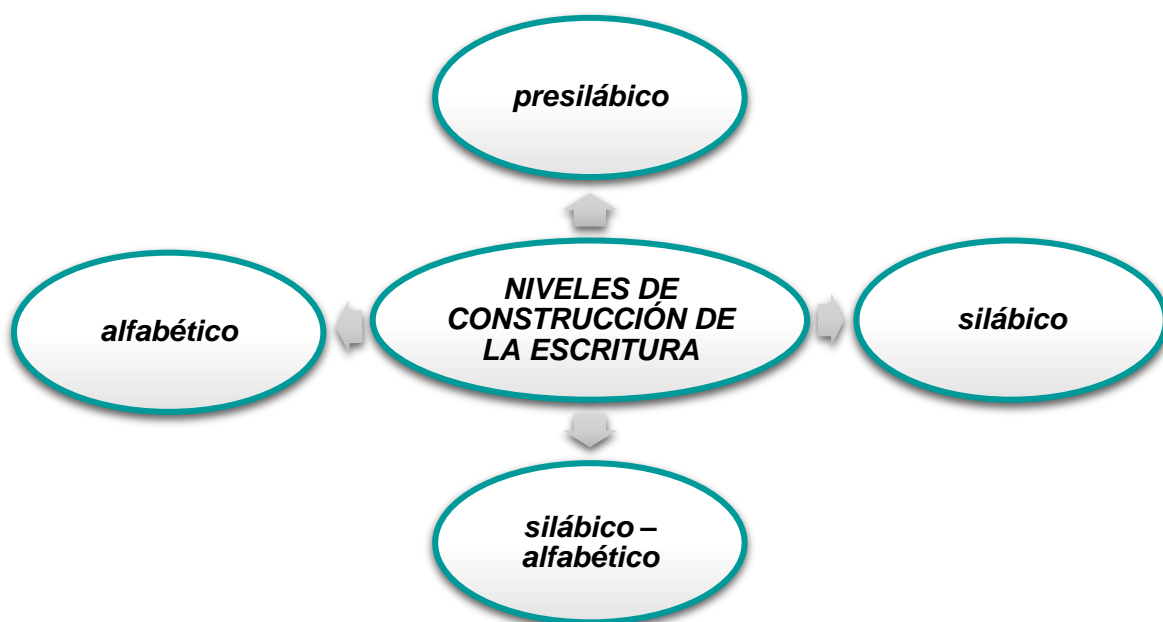 presilábico
NIVELES DE
CONSTRUCCIÓN DE
LA ESCRITURA
alfabético
silábico
silábico –
alfabético